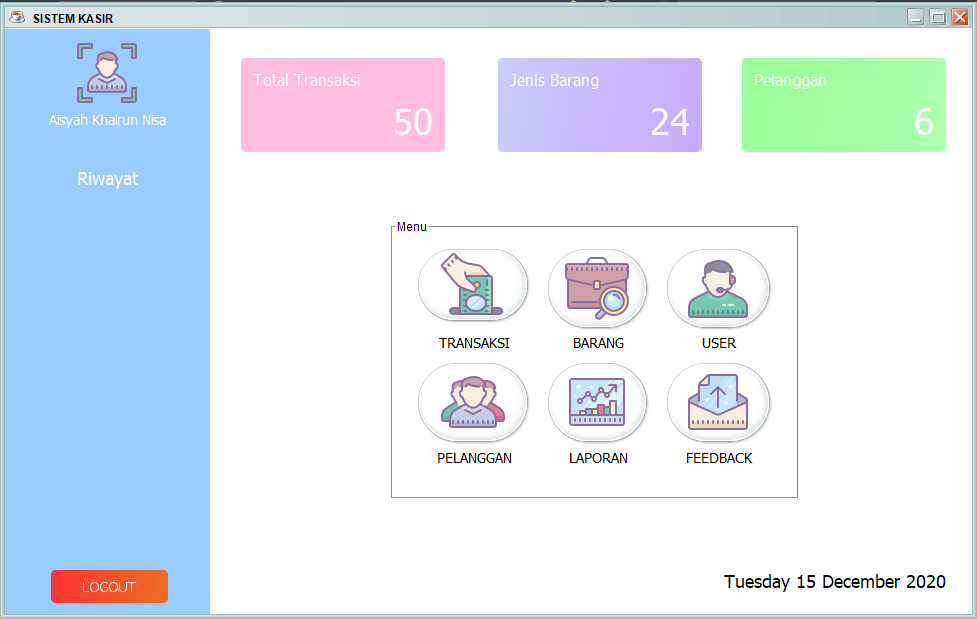 SISTEM KASIR
Aisyah Khairun Nisa
Riwayat
LOGOUT
Total Transaksi
50
Jenis Barang
24
Pelanggan
6
Menu
TRANSAKSI
BARANG
USER
PELANGGAN
LAPORAN
FEEDBACK
Tuesday 15 December 2020